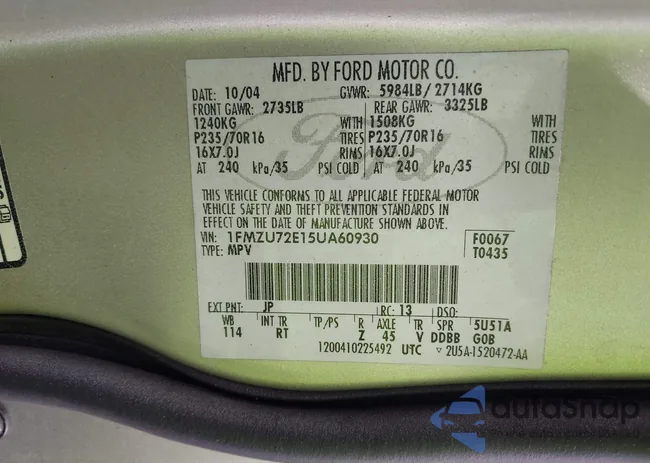 MFD. BY FORD MOTOR CO.
DATE: 10/04 GVWR: 5984LB/ 2714KG
FRONT GAWR: 2735LB REAR GAWR: 3325LB
1240KG WITH 1508KG WITH
P235/70R16 TIRES P235/70R16 TIRES
16X7.0J RIMS 16X7.0J RIMS
AT 240 kPa/35 PSI COLD AT 240 kPa/35 PSI COLD
Ford
THIS VEHICLE CONFORMS TO ALL APPLICABLE FEDERAL MOTOR
VEHICLE SAFETY AND THEFT PREVENTION STANDARDS IN
EFFECT ON THE DATE OF MANUFACTURE SHOWN ABOVE.
VIN: 1FMZU72E15UA60930 F0067
TYPE: MPV T0435
EXT PNT: JP RC: 13 DSO:
WB INT TR TP/PS R AXLE TR SPR 5U51A
114 RT Z 45 V DDBB GOB
1200410225492 UTC ▽ 2U5A-1520472-AA
autoSnap